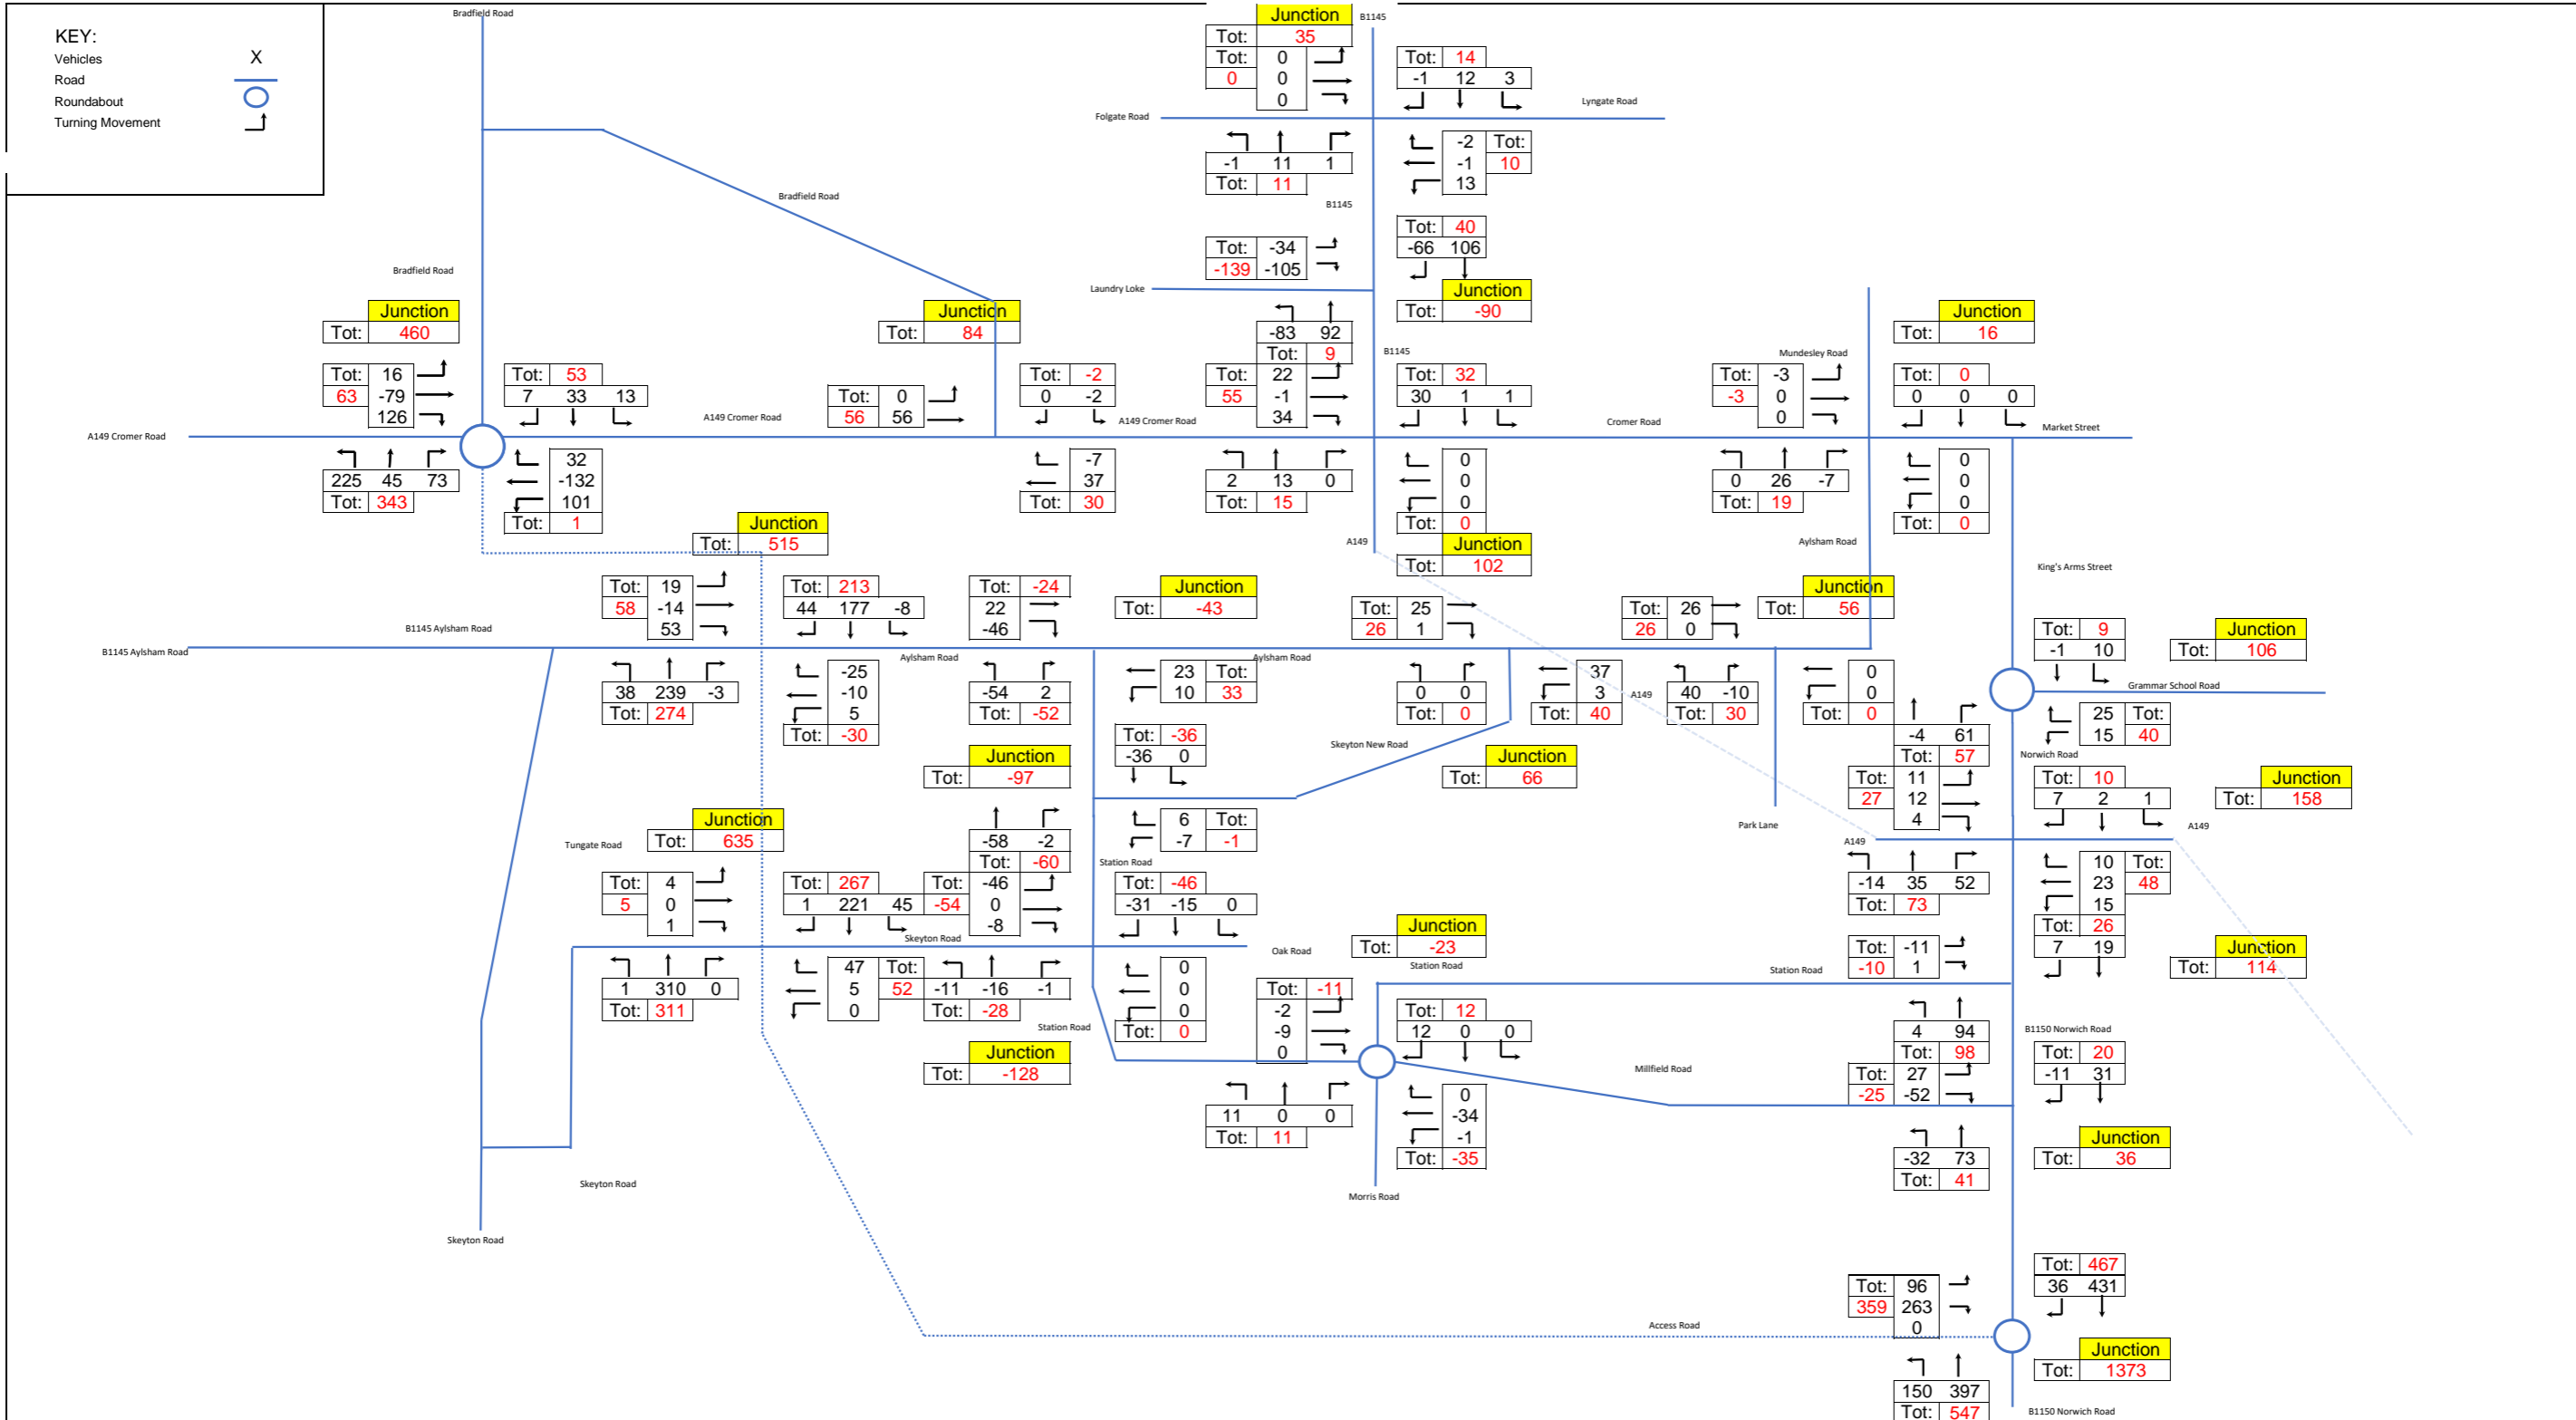 KEY:
Vehicles X
Road
Roundabout
Turning Movement
Bradfield Road
Bradfield Road
Bradfield Road
Junction
Tot: 35
B1145
Tot: 0
0 0
0
Tot: 14
-1 12 3
Folgate Road
Lyngate Road
-1 11 1
Tot: 11
-2 Tot:
-1 10
13
B1145
Tot: -34
-139 -105
Tot: 40
-66 106
Laundry Loke
Junction
Tot: -90
-83 92
Tot: 9
B1145
Junction
Tot: 460
Tot: 16
63 -79
126
Tot: 53
7 33 13
A149 Cromer Road
A149 Cromer Road
225 45 73
Tot: 343
32
-132
101
Tot: 1
Junction
Tot: 84
Tot: 0
56 56
Tot: -2
0 -2
A149 Cromer Road
-7
37
Tot: 30
Tot: 22
55 -1
34
Tot: 32
30 1 1
Cromer Road
2 13 0
Tot: 15
0
0
0
Tot: 0
A149
Junction
Tot: 102
Junction
Tot: 16
Mundesley Road
Tot: -3
-3 0
0
Tot: 0
0 0 0
Market Street
0 26 -7
Tot: 19
0
0
0
Tot: 0
Aylsham Road
King's Arms Street
Junction
Tot: 515
Tot: 19
58 -14
53
Tot: 213
44 177 -8
B1145 Aylsham Road
B1145 Aylsham Road
38 239 -3
Tot: 274
-25
-10
5
Tot: -30
Tot: -24
22
-46
Junction
Tot: -43
Aylsham Road
Aylsham Road
-54 2
Tot: -52
23 Tot:
10 33
Tot: 25
26 1
0 0
Tot: 0
37
3
Tot: 40
A149
Junction
Tot: 66
Skeyton New Road
Tot: 26
26 0
Junction
Tot: 56
40 -10
Tot: 30
0
0
Tot: 0
Park Lane
Tot: 9
-1 10
Junction
Tot: 106
Grammar School Road
-4 61
Tot: 57
25 Tot:
15 40
Norwich Road
Tot: 11
27 12
4
Tot: 10
7 2 1
Junction
Tot: 158
A149
A149
-14 35 52
Tot: 73
10 Tot:
23 48
15
Junction
Tot: -97
Tot: -36
-36 0
-58 -2
Tot: -60
6 Tot:
-7 -1
Station Road
Tungate Road
Junction
Tot: 635
Tot: 4
5 0
1
Tot: 267
1 221 45
1 310 0
Tot: 311
47 Tot:
5 52
0
Tot: -46
-54 0
-8
Tot: -46
-31 -15 0
Skeyton Road
-11 -16 -1
Tot: -28
0
0
0
Tot: 0
Station Road
Junction
Tot: -128
Oak Road
Junction
Tot: -23
Station Road
Tot: -11
-2
-9
0
Tot: 12
12 0 0
11 0 0
Tot: 11
0
-34
-1
Tot: -35
Morris Road
Millfield Road
Station Road
Tot: -11
-10 1
Tot: 26
7 19
Junction
Tot: 114
4 94
Tot: 98
B1150 Norwich Road
Tot: 27
-25 -52
Tot: 20
-11 31
-32 73
Tot: 41
Junction
Tot: 36
Skeyton Road
Skeyton Road
Access Road
Tot: 96
359 263
0
Tot: 467
36 431
Junction
Tot: 1373
150 397
Tot: 547
B1150 Norwich Road